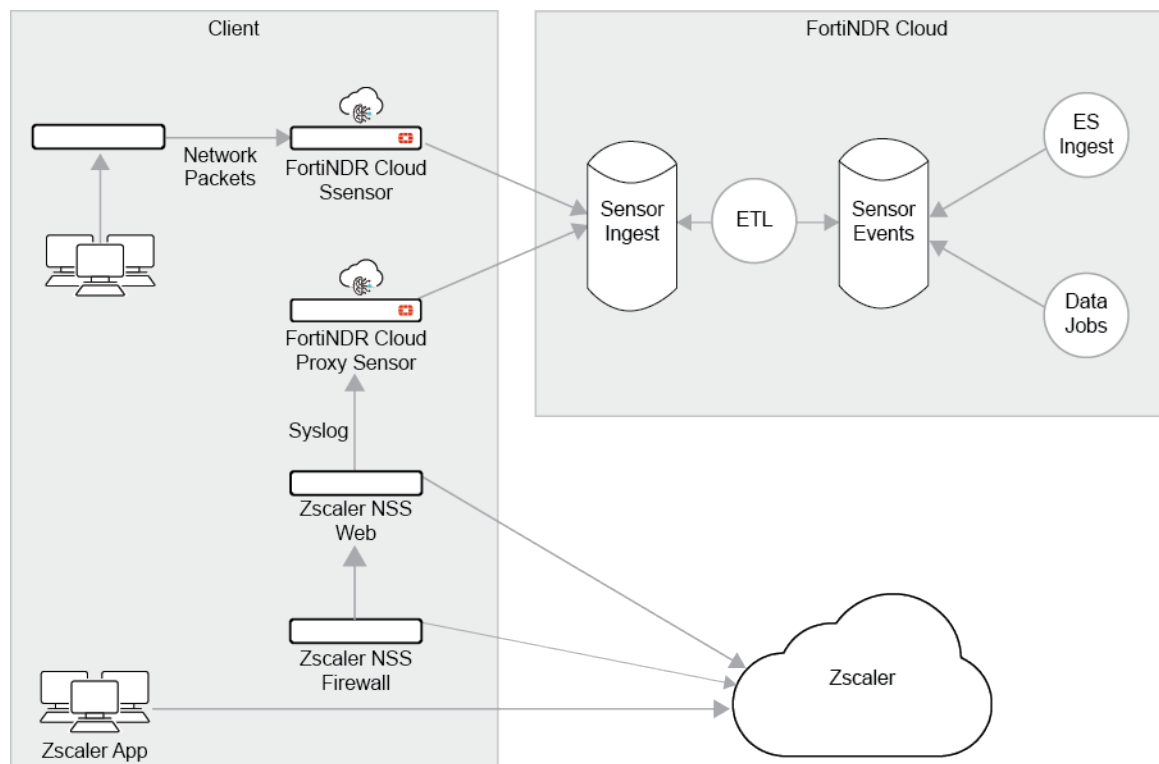 Client
FortiNDR Cloud
Network
Packets
FortiNDR Cloud
Ssensor
Sensor
Ingest
ETL
Sensor
Events
ES
Ingest
Data
Jobs
FortiNDR Cloud
Proxy Sensor
Syslog
Zscaler NSS
Web
Zscaler NSS
Firewall
Zscaler
Zscaler App